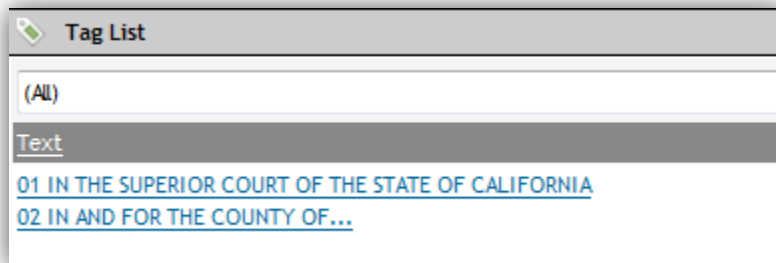 Tag List
(All)
Text
01 IN THE SUPERIOR COURT OF THE STATE OF CALIFORNIA
02 IN AND FOR THE COUNTY OF...